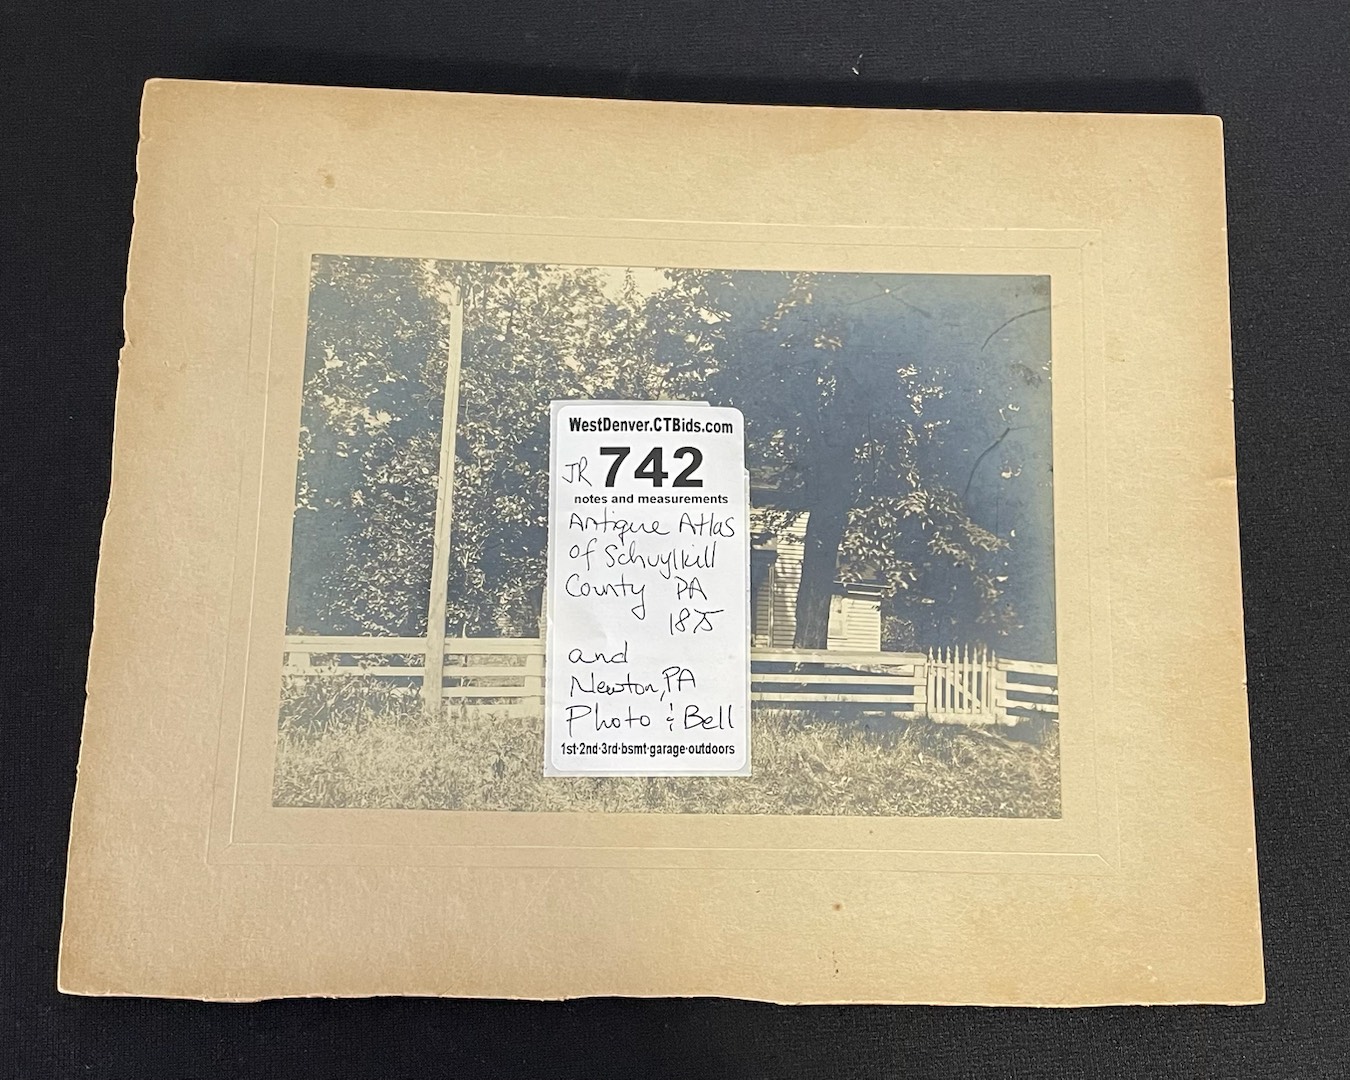 WestDenver.CTBids.com
JR 742
notes and measurements
Antique Atlas
of Schuylkill
County PA
1875
and
Newton, PA
Photo & Bell
1st·2nd·3rd·bsmt·garage·outdoors